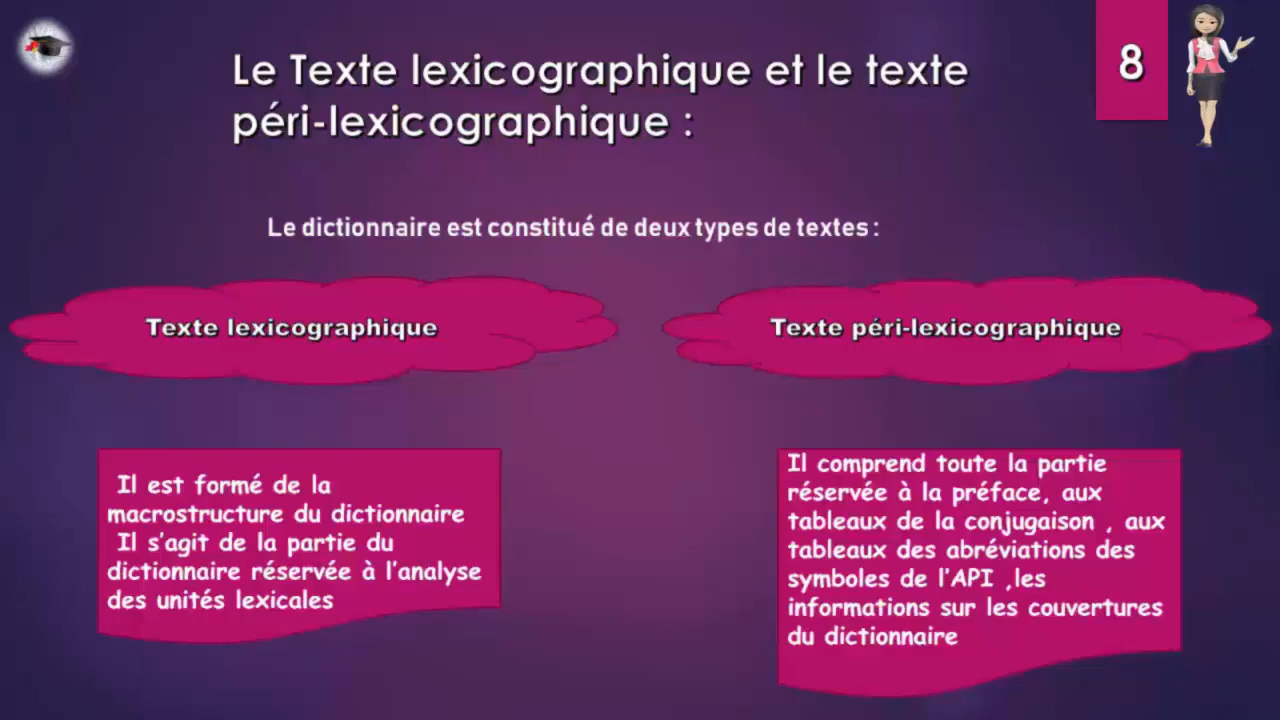 Le Texte lexicographique et le texte
péri-lexicographique :
8
Le dictionnaire est constitué de deux types de textes :
Texte lexicographique
Texte péri-lexicographique
Il est formé de la
macrostructure du dictionnaire
Il s'agit de la partie du
dictionnaire réservée à l'analyse
des unités lexicales
Il comprend toute la partie
réservée à la préface, aux
tableaux de la conjugaison , aux
tableaux des abréviations des
symboles de l'API ,les
informations sur les couvertures
du dictionnaire